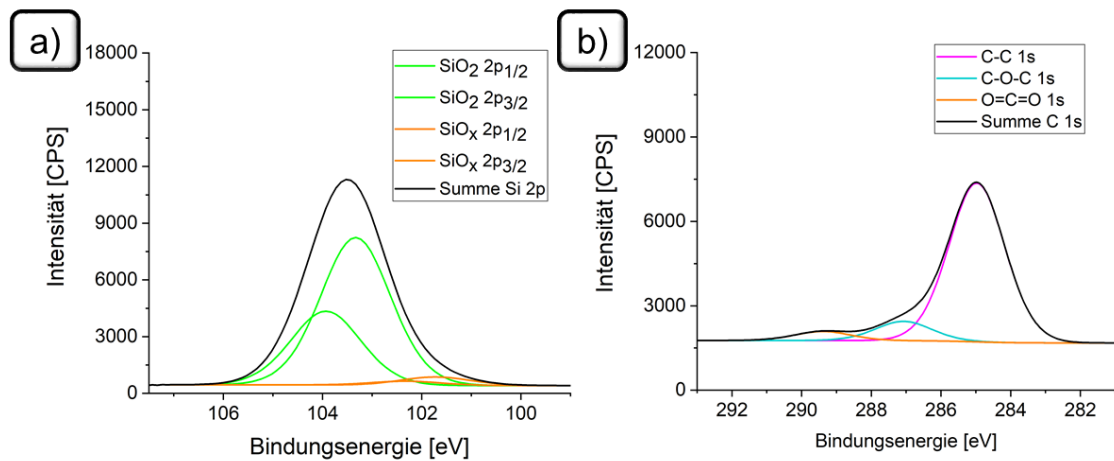 a)
18000
15000
12000
9000
6000
3000
0
Intensität [CPS]
SiO2 2p1/2
SiO2 2p3/2
SiOx 2p1/2
SiOx 2p3/2
Summe Si 2p
106
104
102
100
Bindungsenergie [eV]
b)
12000
9000
6000
3000
0
Intensität [CPS]
C-C 1s
C-O-C 1s
O=C=O 1s
Summe C 1s
292
290
288
286
284
282
Bindungsenergie [eV]